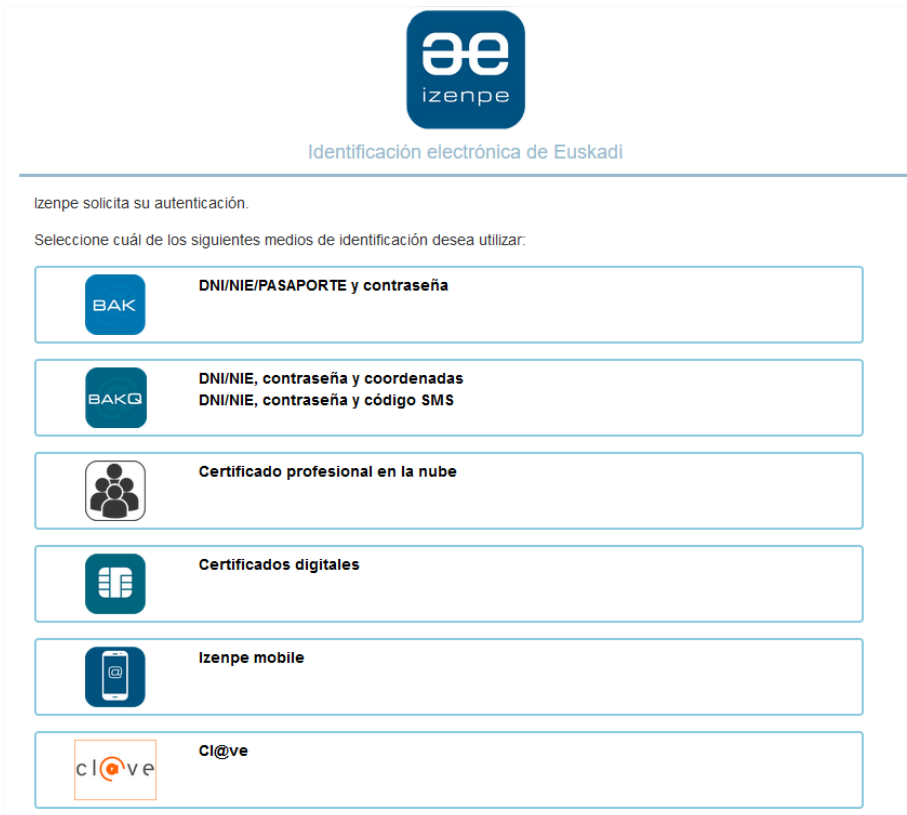 izenpe
Identificación electrónica de Euskadi
Izenpe solicita su autenticación.
Seleccione cuál de los siguientes medios de identificación desea utilizar:
BAK
DNI/NIE/PASAPORTE y contraseña
BAKQ
DNI/NIE, contraseña y coordenadas
DNI/NIE, contraseña y código SMS
Certificado profesional en la nube
Certificados digitales
@
Izenpe mobile
cl@ve
Cl@ve